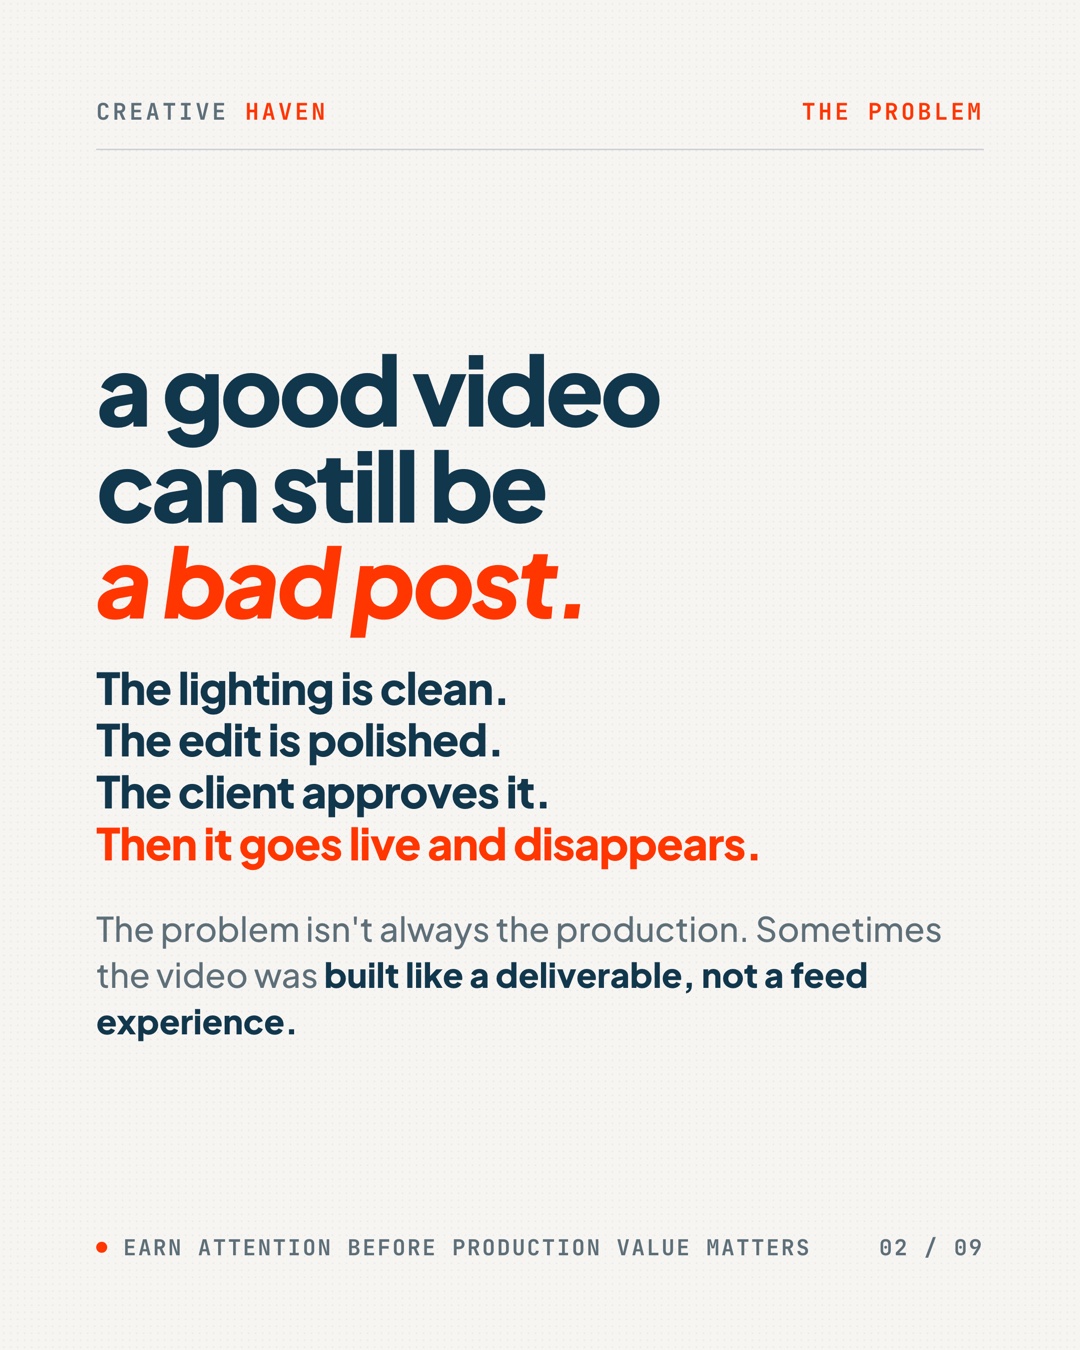 CREATIVE HAVEN
THE PROBLEM
a good video
can still be
a bad post.
The lighting is clean.
The edit is polished.
The client approves it.
Then it goes live and disappears.
The problem isn't always the production. Sometimes
the video was built like a deliverable, not a feed
experience.
EARN ATTENTION BEFORE PRODUCTION VALUE MATTERS
02 / 09